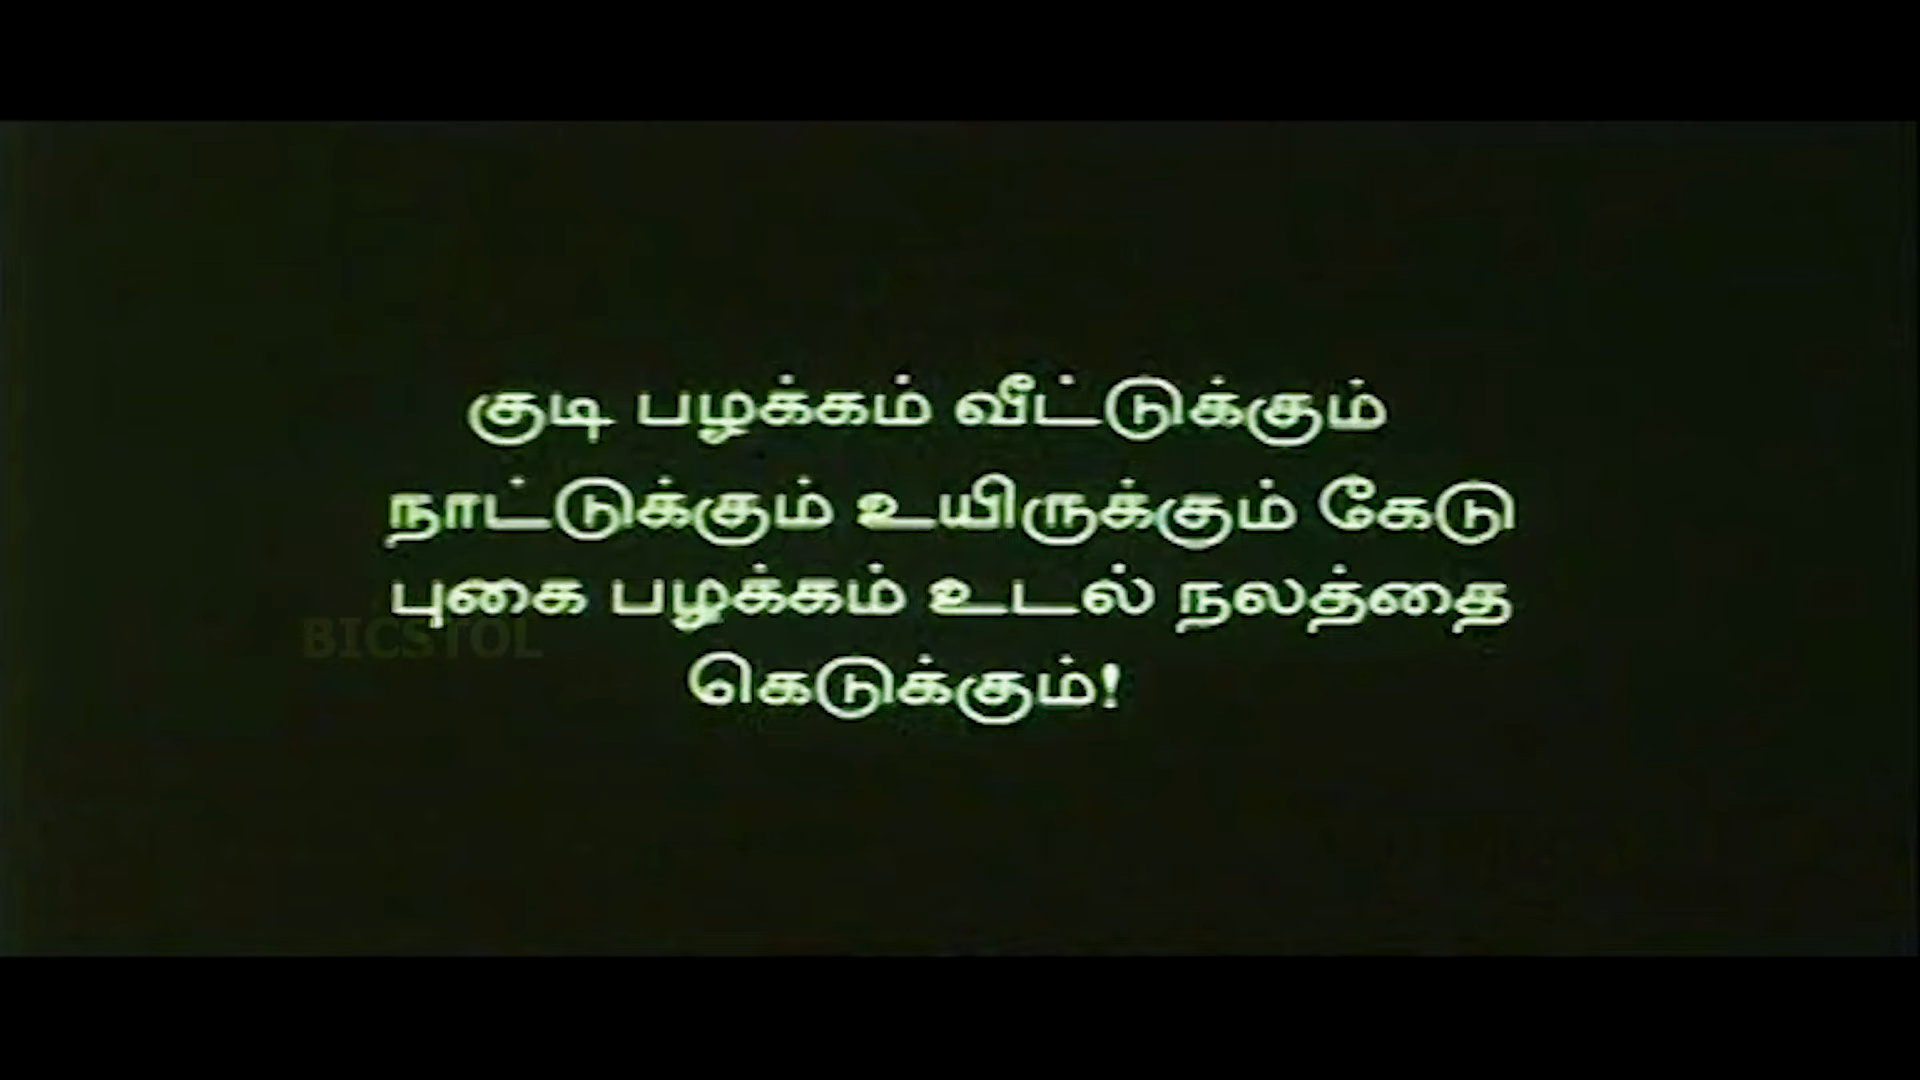 குடி பழக்கம் வீட்டுக்கும்
நாட்டுக்கும் உயிருக்கும் கேடு
புகை பழக்கம் உடல் நலத்தை
BICSTOL
கெடுக்கும்!